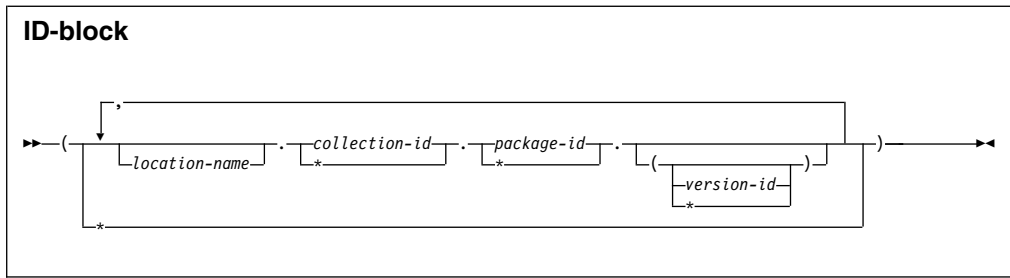 ID-block
,
►►—( . collection-id . package-id . )—►◄
location-name * * ( )
version-id
*
*